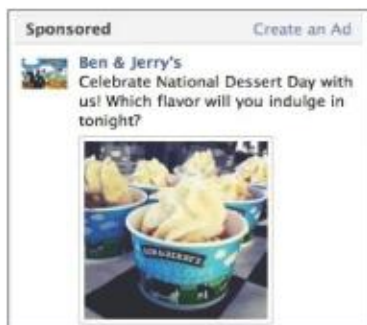 Sponsored Create an Ad
Ben & Jerry's
Celebrate National Dessert Day with
us! Which flavor will you indulge in
tonight?
BEN & JERRY'S